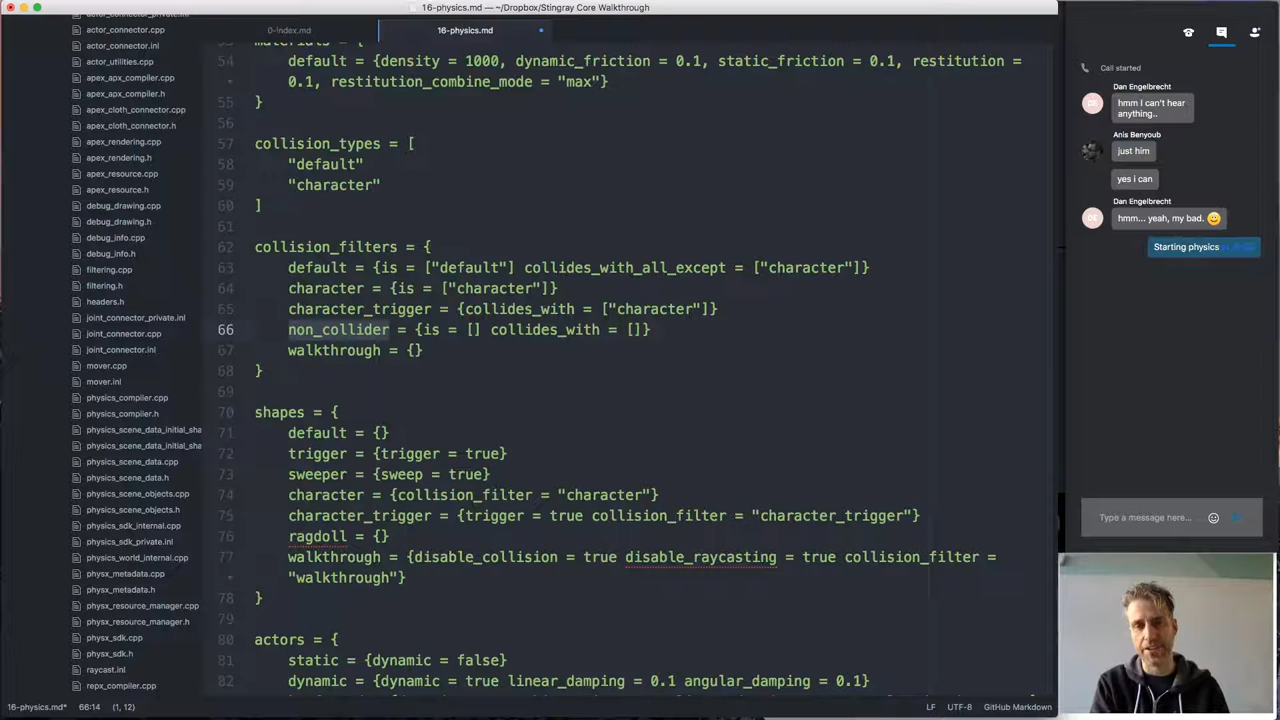 16-physics.md — ~/Dropbox/Stingray Core Walkthrough
0-index.md
16-physics.md
actor_connector_private.inl
actor_connector.h
actor_connector.inl
actor_utilities.cpp
apex_apx_compiler.cpp
apex_apx_compiler.h
apex_cloth_connector.cpp
apex_cloth_connector.h
apex_rendering.cpp
apex_rendering.h
apex_resource.cpp
apex_resource.h
debug_drawing.cpp
debug_drawing.h
debug_info.cpp
debug_info.h
filtering.cpp
filtering.h
headers.h
joint_connector_private.inl
joint_connector.cpp
joint_connector.inl
mover.cpp
mover.inl
physics_compiler.cpp
physics_compiler.h
physics_scene_data_initial_sha
physics_scene_data_initial_sha
physics_scene_data.cpp
physics_scene_data.h
physics_scene_objects.cpp
physics_scene_objects.h
physics_sdk_internal.cpp
physics_sdk_private.inl
physics_world_internal.cpp
physx_metadata.cpp
physx_metadata.h
physx_resource_manager.cpp
physx_resource_manager.h
physx_sdk.cpp
physx_sdk.h
raycast.inl
repx_compiler.cpp
53 materials = {
54 default = {density = 1000, dynamic_friction = 0.1, static_friction = 0.1, restitution =
0.1, restitution_combine_mode = "max"}
55 }
56
57 collision_types = [
58 "default"
59 "character"
60 ]
61
62 collision_filters = {
63 default = {is = ["default"] collides_with_all_except = ["character"]}
64 character = {is = ["character"]}
65 character_trigger = {collides_with = ["character"]}
66 non_collider = {is = [] collides_with = []}
67 walkthrough = {}
68 }
69
70 shapes = {
71 default = {}
72 trigger = {trigger = true}
73 sweeper = {sweep = true}
74 character = {collision_filter = "character"}
75 character_trigger = {trigger = true collision_filter = "character_trigger"}
76 ragdoll = {}
77 walkthrough = {disable_collision = true disable_raycasting = true collision_filter =
"walkthrough"}
78 }
79
80 actors = {
81 static = {dynamic = false}
82 dynamic = {dynamic = true linear_damping = 0.1 angular_damping = 0.1}
16-physics.md* 66:14 (1, 12)
LF UTF-8 GitHub Markdown
Call started
Dan Engelbrecht
DE
hmm I can't hear
anything..
Anis Benyoub
just him
yes i can
Dan Engelbrecht
DE
hmm... yeah, my bad.
Starting physics
Type a message here...